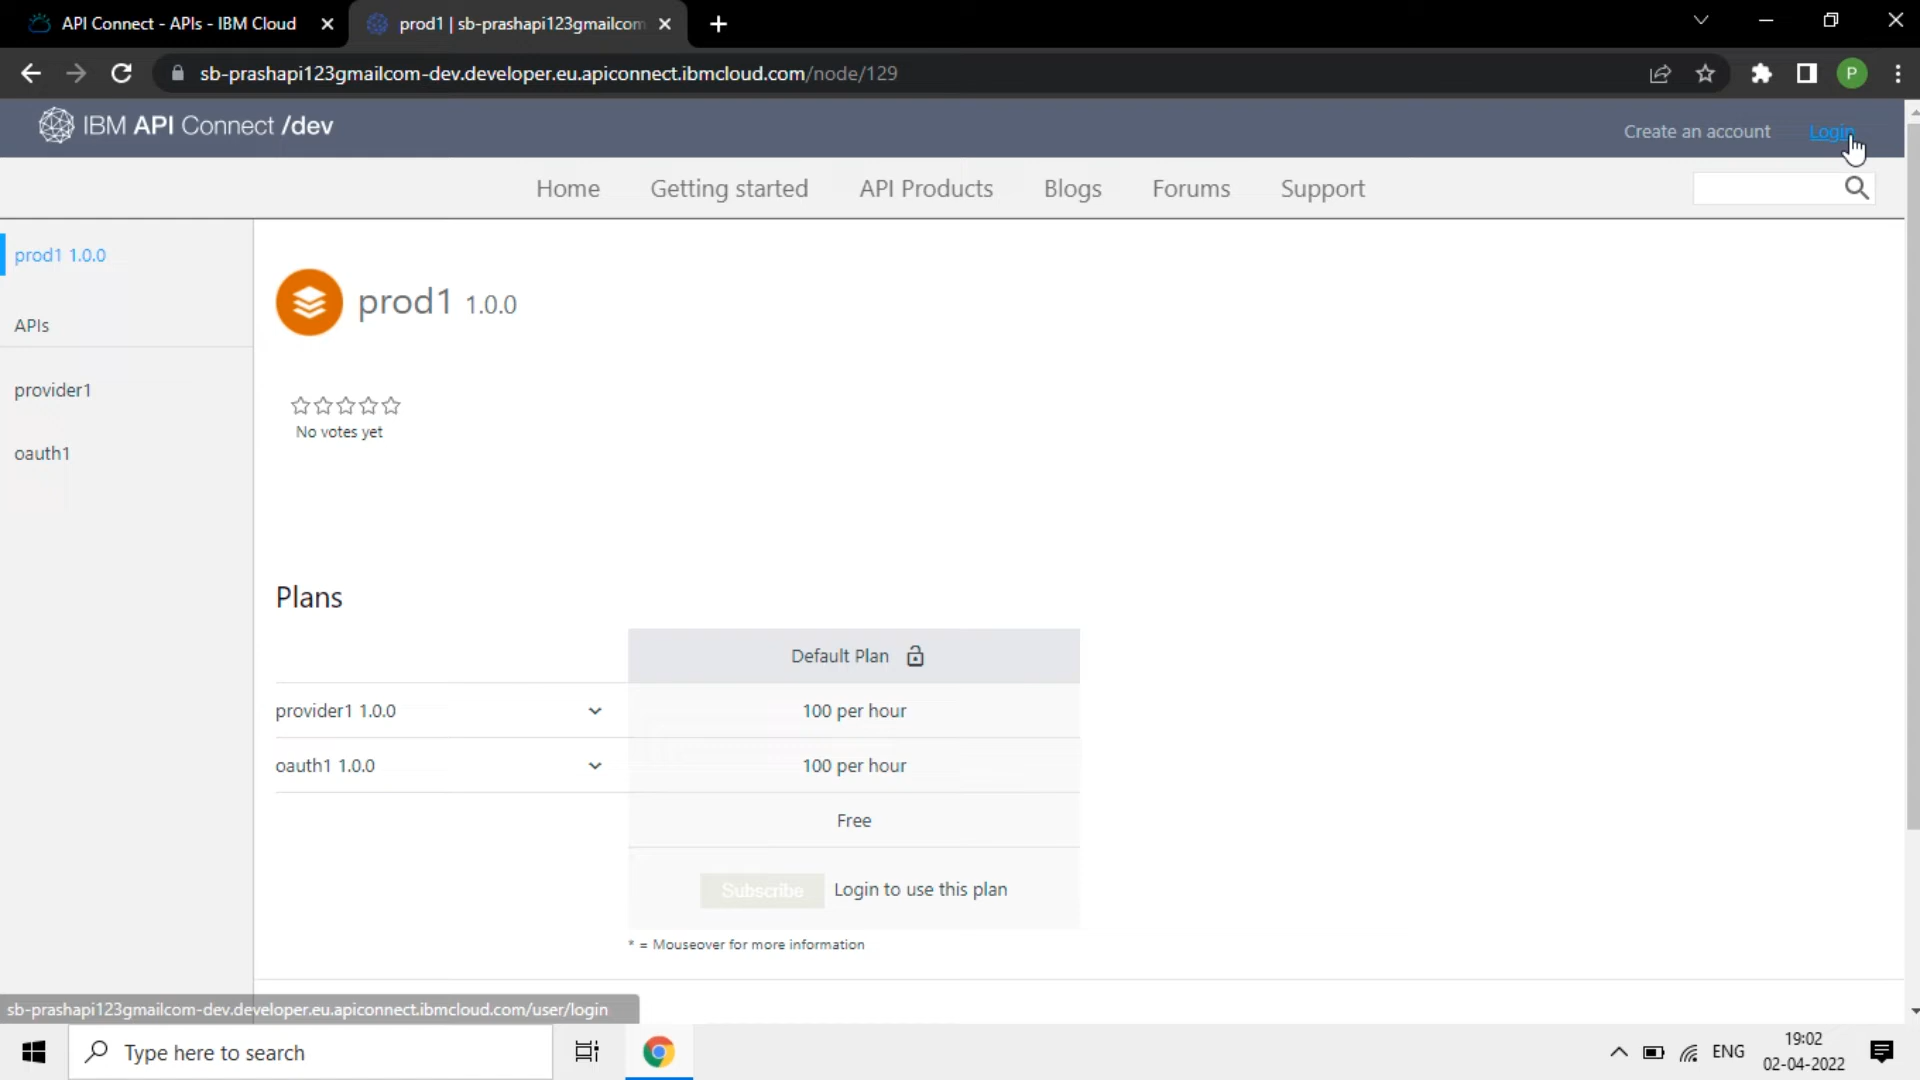 API Connect - APIs - IBM Cloud
prod1 | sb-prashapi123gmailcom
sb-prashapi123gmailcom-dev.developer.eu.apiconnect.ibmcloud.com/node/129
P
IBM API Connect /dev
Create an account
Login
Home
Getting started
API Products
Blogs
Forums
Support
prod1 1.0.0
APIs
provider1
oauth1
prod1 1.0.0
No votes yet
Plans
Default Plan
provider1 1.0.0
100 per hour
oauth1 1.0.0
100 per hour
Free
Subscribe
Login to use this plan
* = Mouseover for more information
sb-prashapi123gmailcom-dev.developer.eu.apiconnect.ibmcloud.com/user/login
Type here to search
ENG
19:02
02-04-2022